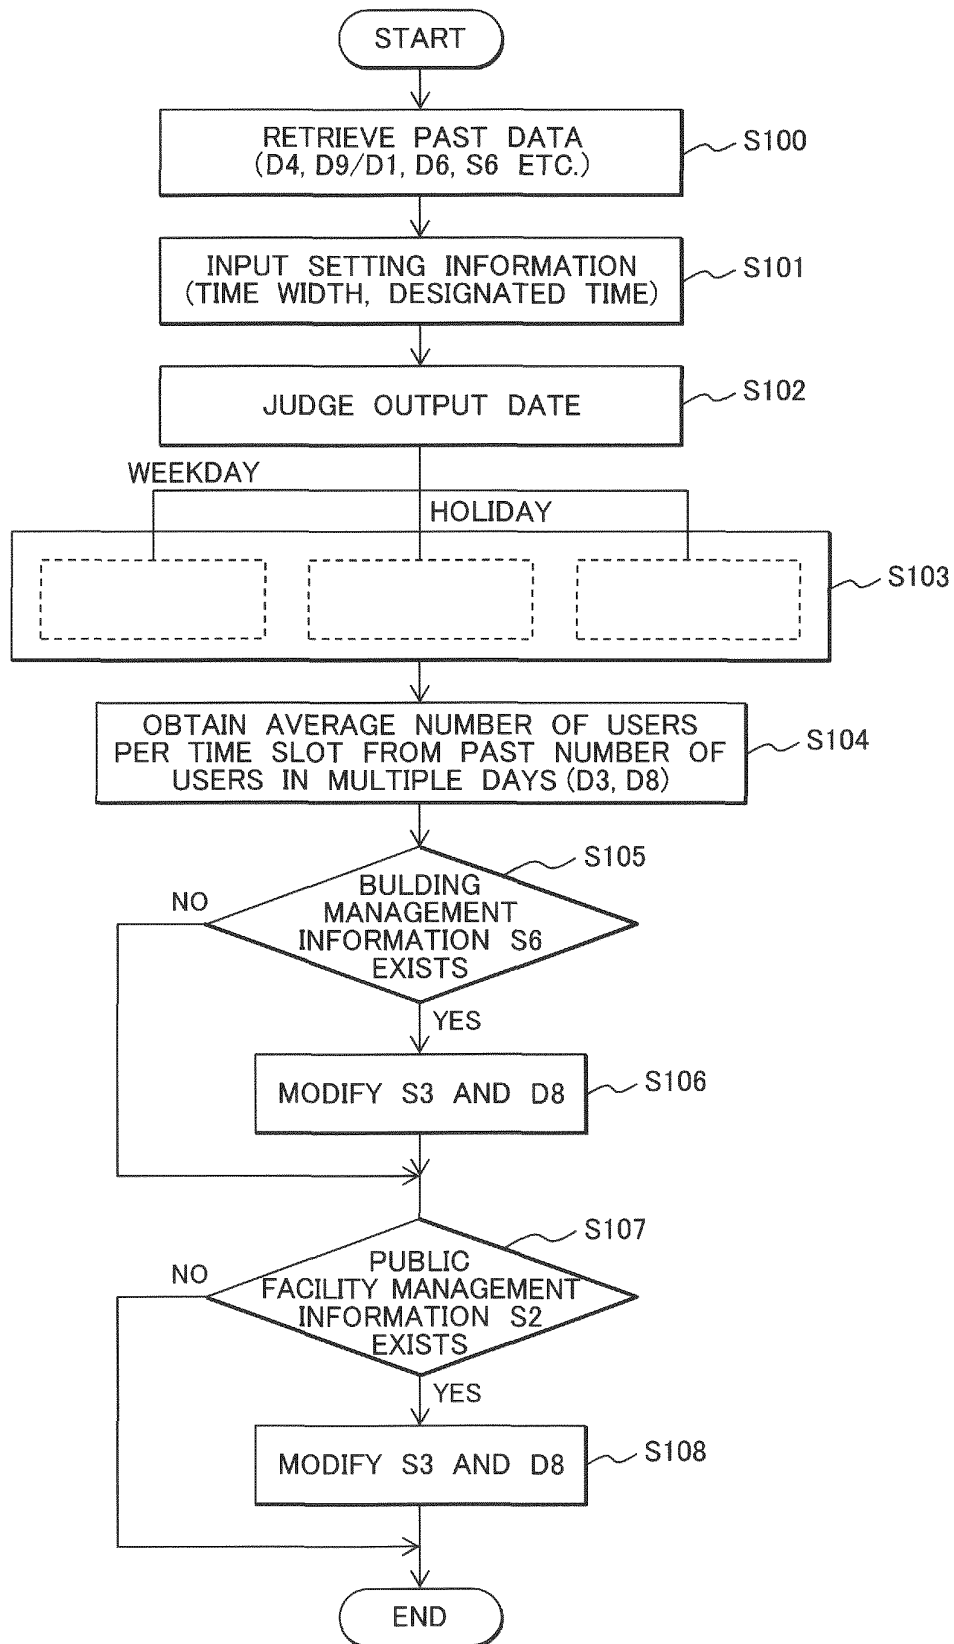 START
RETRIEVE PAST DATA
(D4, D9/D1, D6, S6 ETC.)
S100
INPUT SETTING INFORMATION
(TIME WIDTH, DESIGNATED TIME)
S101
JUDGE OUTPUT DATE
S102
WEEKDAY
HOLIDAY
S103
OBTAIN AVERAGE NUMBER OF USERS
PER TIME SLOT FROM PAST NUMBER OF
USERS IN MULTIPLE DAYS (D3, D8)
S104
S105
BULDING
MANAGEMENT
INFORMATION S6
EXISTS
NO
YES
MODIFY S3 AND D8
S106
S107
PUBLIC
FACILITY MANAGEMENT
INFORMATION S2
EXISTS
NO
YES
MODIFY S3 AND D8
S108
END